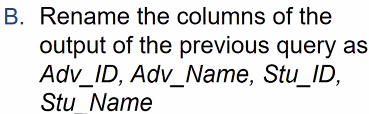 B. Rename the columns of the
output of the previous query as
Adv_ID, Adv_Name, Stu_ID,
Stu_Name